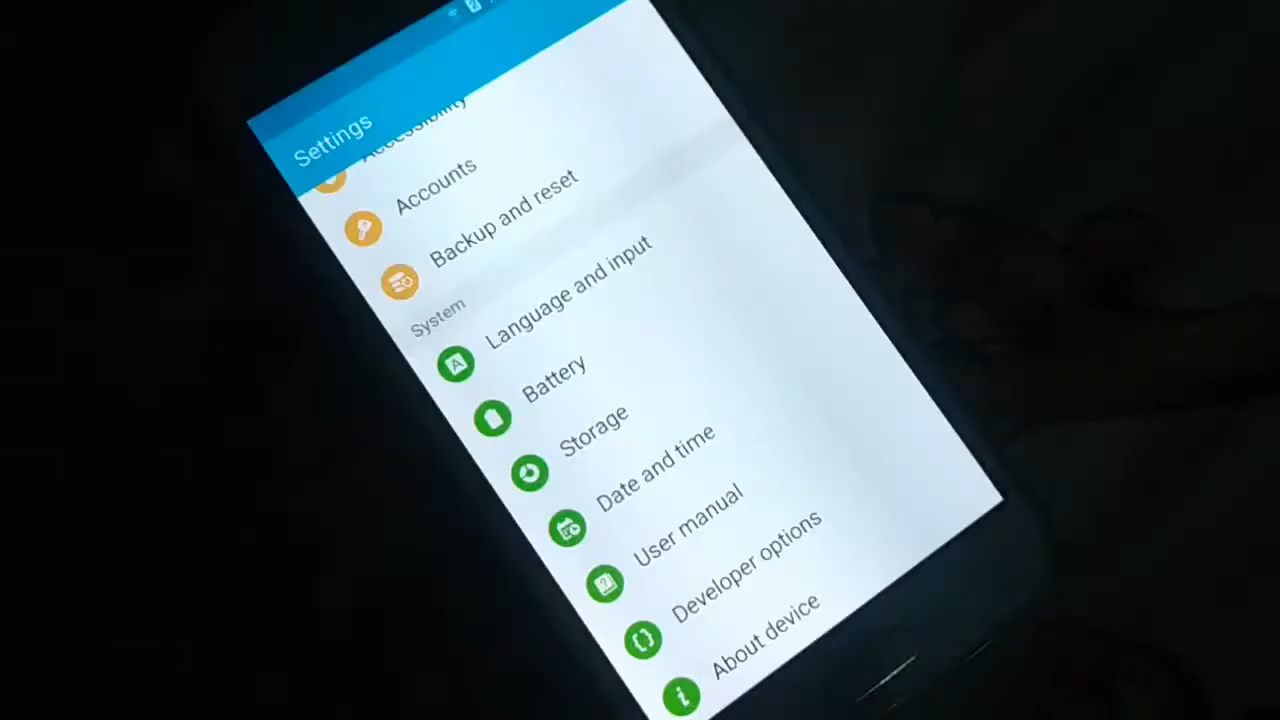 Settings
Accessibility
Accounts
Backup and reset
System
Language and input
Battery
Storage
Date and time
User manual
Developer options
About device